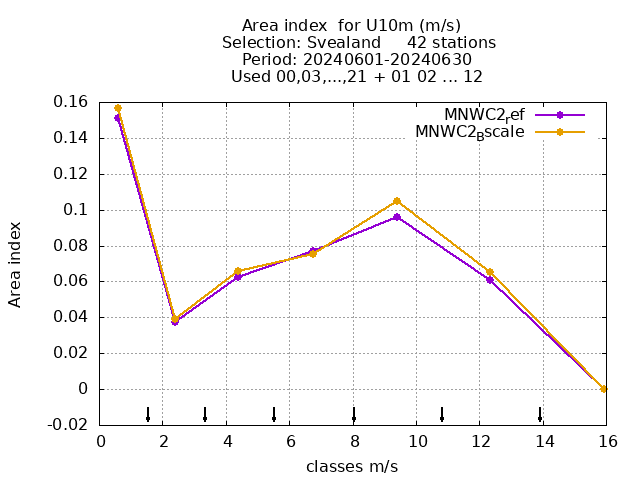 Area index  for U10m (m/s)
Selection: Svealand     42 stations
Period: 20240601-20240630
Used 00,03,...,21 + 01 02 ... 12
MNWC2ref
MNWC2Bscale
0.16
0.14
0.12
0.1
0.08
0.06
0.04
0.02
0
-0.02
Area index
0 2 4 6 8 10 12 14 16
classes m/s